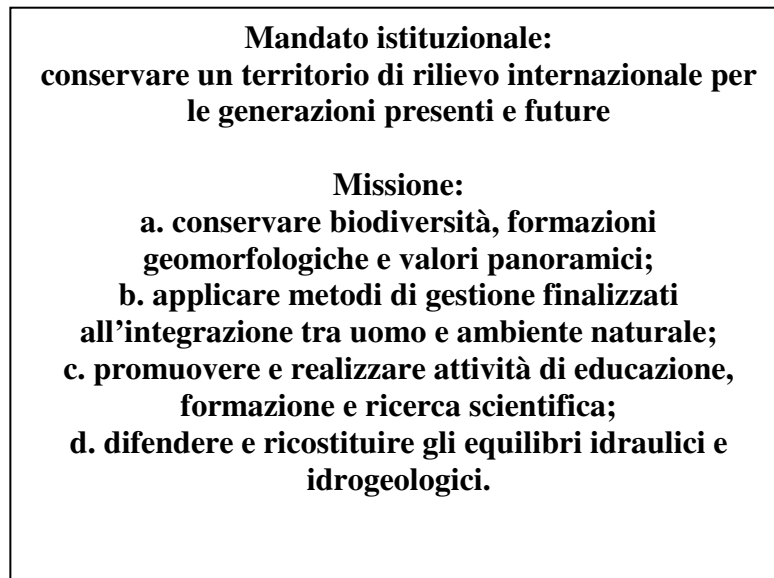 Mandato istituzionale:
conservare un territorio di rilievo internazionale per
le generazioni presenti e future
Missione:
a. conservare biodiversità, formazioni
geomorfologiche e valori panoramici;
b. applicare metodi di gestione finalizzati
all’integrazione tra uomo e ambiente naturale;
c. promuovere e realizzare attività di educazione,
formazione e ricerca scientifica;
d. difendere e ricostituire gli equilibri idraulici e
idrogeologici.